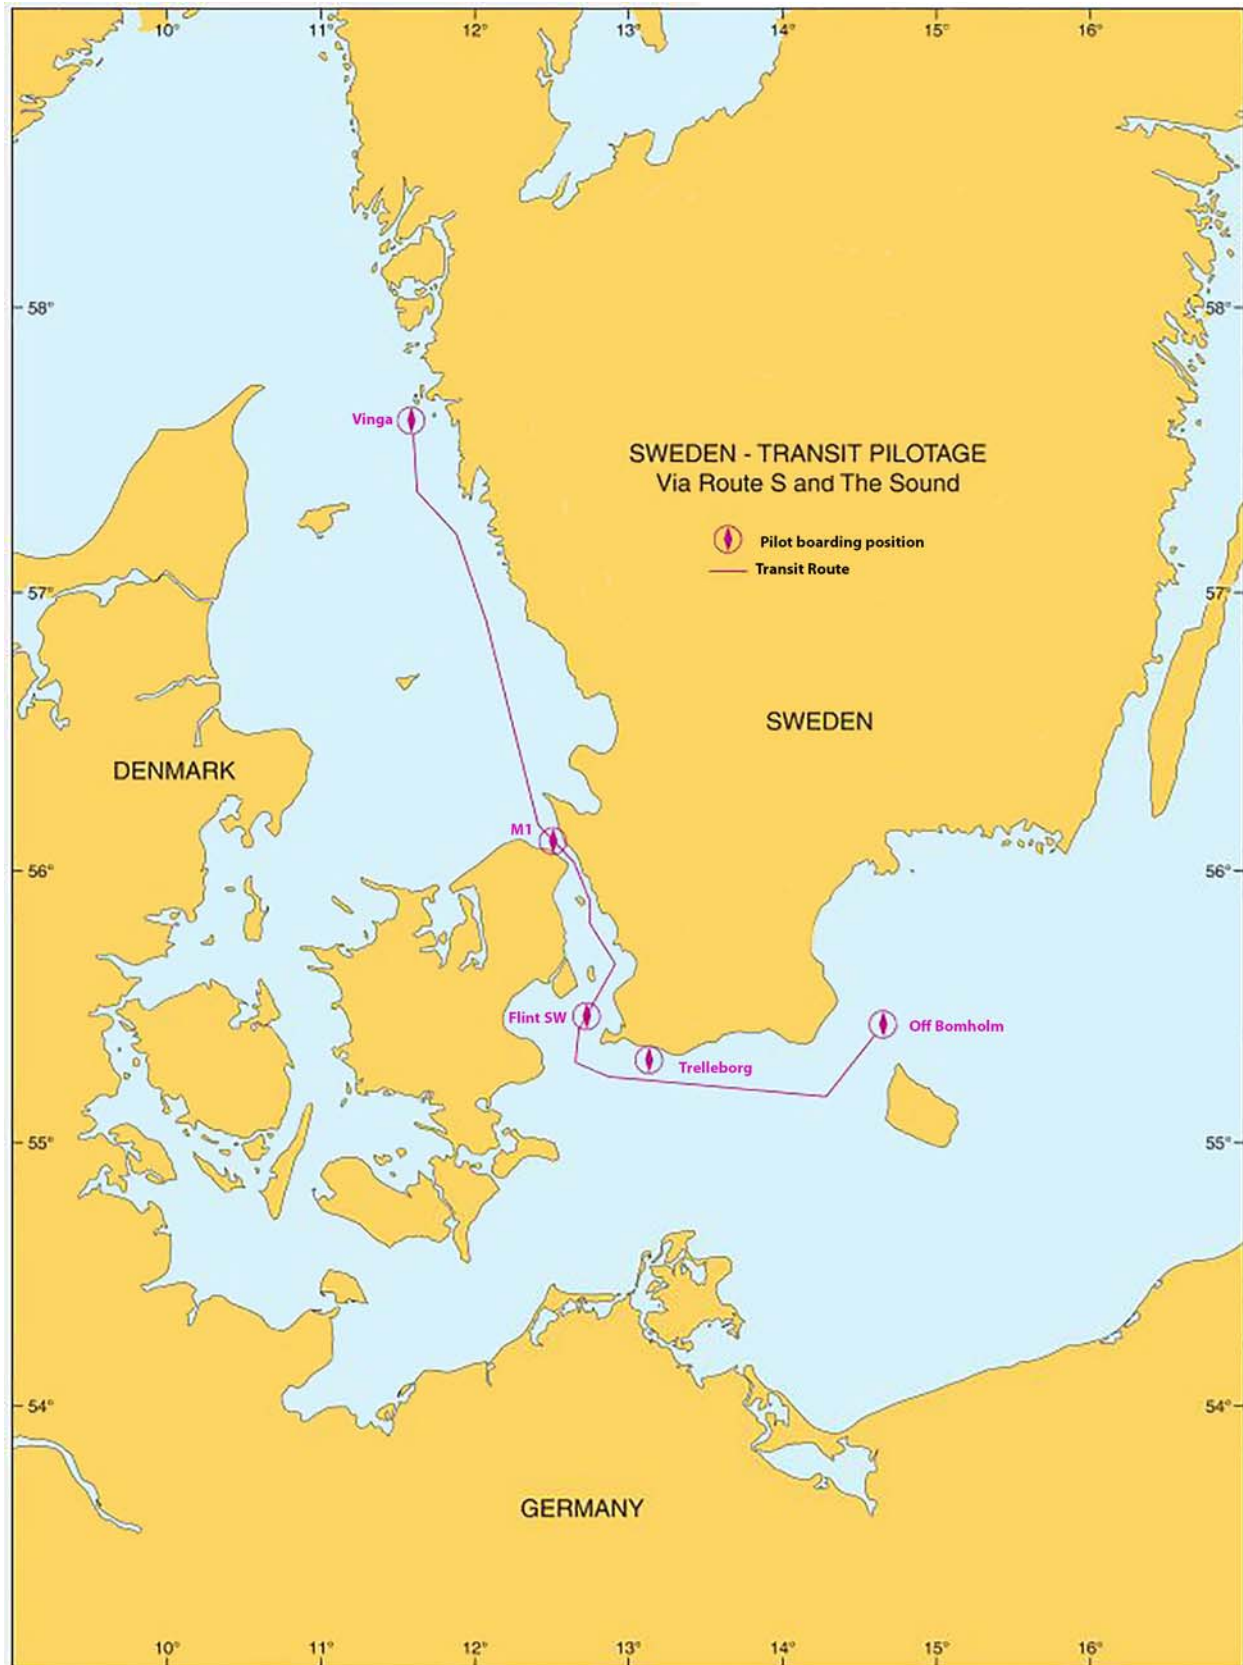 10° 11° 12° 13° 14° 15° 16°
58° 58°
Vinga
SWEDEN - TRANSIT PILOTAGE
Via Route S and The Sound
Pilot boarding position
Transit Route
57° 57°
SWEDEN
DENMARK
M1
56° 56°
Flint SW
Off Bomholm
Trelleborg
55° 55°
54° 54°
GERMANY
10° 11° 12° 13° 14° 15° 16°